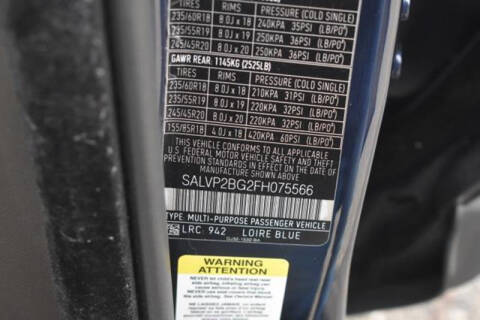 TIRES RIMS PRESSURE (COLD SINGLE)
235/60R18 8.0J x 18 240KPA 35PSI (LB/PO²)
235/55R19 8.0J x 19 250KPA 36PSI (LB/PO²)
245/45R20 8.0J x 20 250KPA 36PSI (LB/PO²)
GAWR REAR: 1145KG (2525LB)
TIRES RIMS PRESSURE (COLD SINGLE)
235/60R18 8.0J x 18 210KPA 31PSI (LB/PO²)
235/55R19 8.0J x 19 220KPA 32PSI (LB/PO²)
245/45R20 8.0J x 20 220KPA 32PSI (LB/PO²)
155/85R18 4.0J x 18 420KPA 60PSI (LB/PO²)
THIS VEHICLE CONFORMS TO ALL APPLICABLE
U.S. FEDERAL MOTOR VEHICLE SAFETY AND THEFT
PREVENTION STANDARDS IN EFFECT ON THE DATE OF
MANUFACTURE SHOWN ABOVE.
SALVP2BG2FH075566
TYPE: MULTI-PURPOSE PASSENGER VEHICLE
LRC: 942 LOIRE BLUE
WARNING
ATTENTION